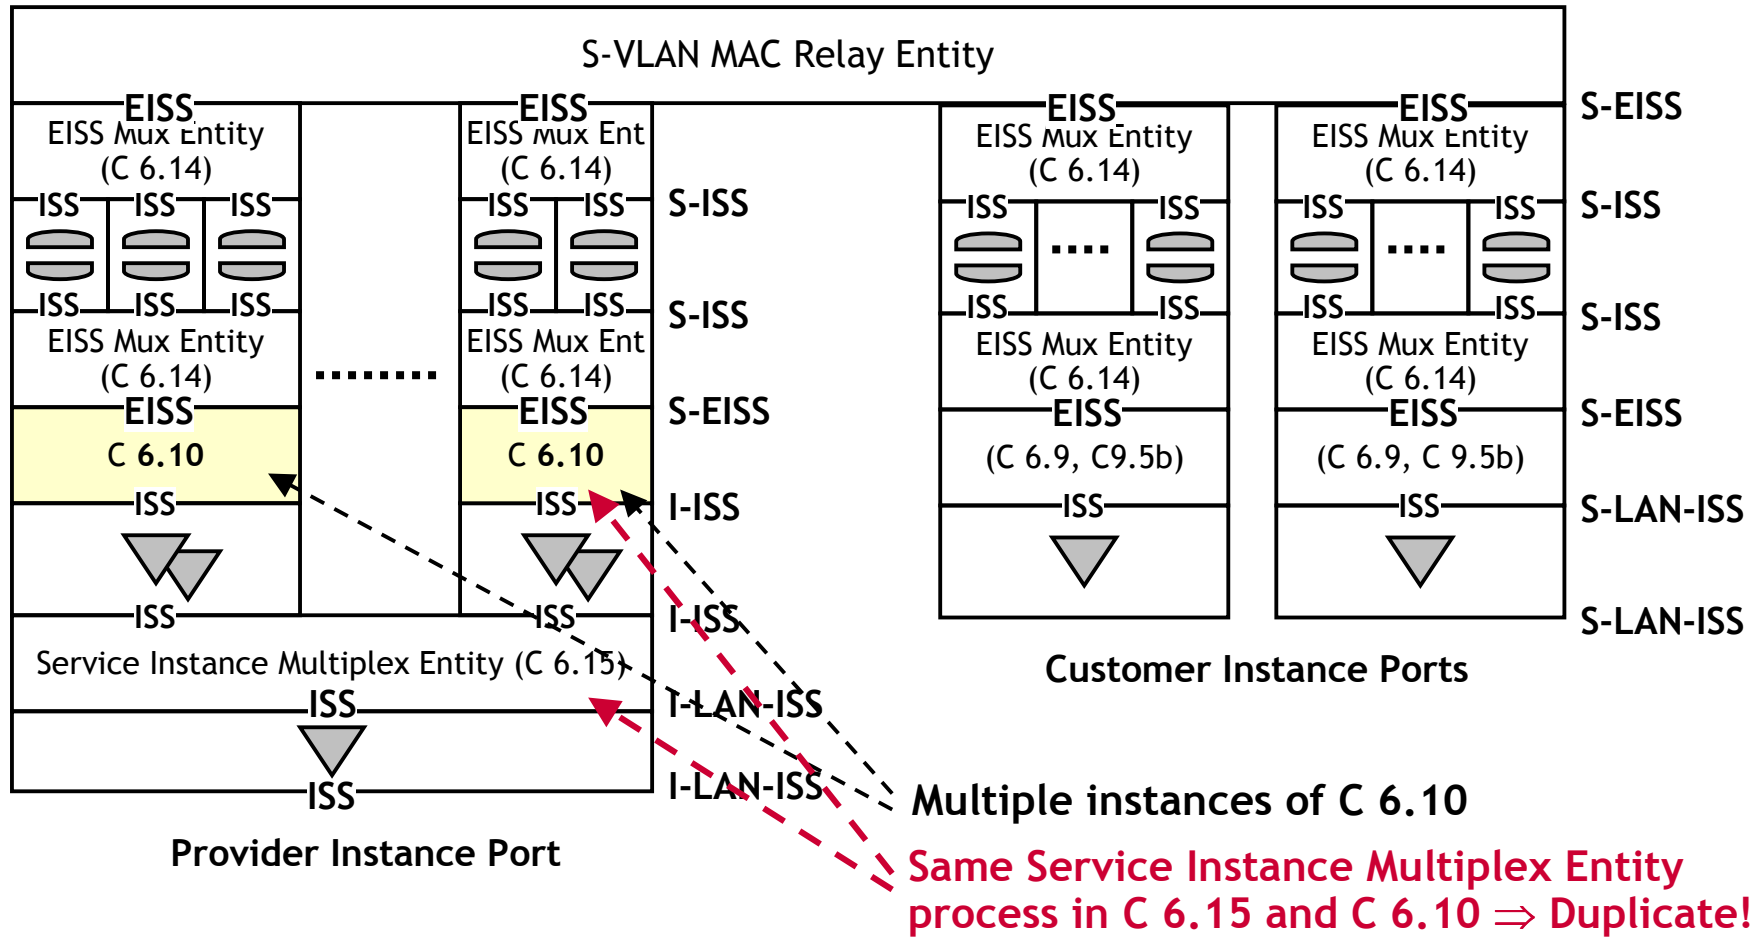 S-VLAN MAC Relay Entity
EISS EISS EISS EISS S-EISS
EISS Mux Entity EISS Mux Ent EISS Mux Entity EISS Mux Entity
(C 6.14) (C 6.14) (C 6.14) (C 6.14)
ISS ISS ISS ISS ISS S-ISS ISS ISS ISS ISS S-ISS
.... ....
ISS ISS ISS ISS ISS S-ISS ISS ISS ISS ISS S-ISS
EISS Mux Entity EISS Mux Ent EISS Mux Entity EISS Mux Entity
(C 6.14) ......... (C 6.14) (C 6.14) (C 6.14)
EISS EISS S-EISS EISS EISS S-EISS
C 6.10 C 6.10 (C 6.9, C9.5b) (C 6.9, C 9.5b)
ISS ISS I-ISS ISS ISS S-LAN-ISS
ISS ISS I-ISS S-LAN-ISS
Service Instance Multiplex Entity (C 6.15) Customer Instance Ports
ISS I-LAN-ISS
ISS I-LAN-ISS
Multiple instances of C 6.10
Provider Instance Port
Same Service Instance Multiplex Entity
process in C 6.15 and C 6.10 ⇒ Duplicate!